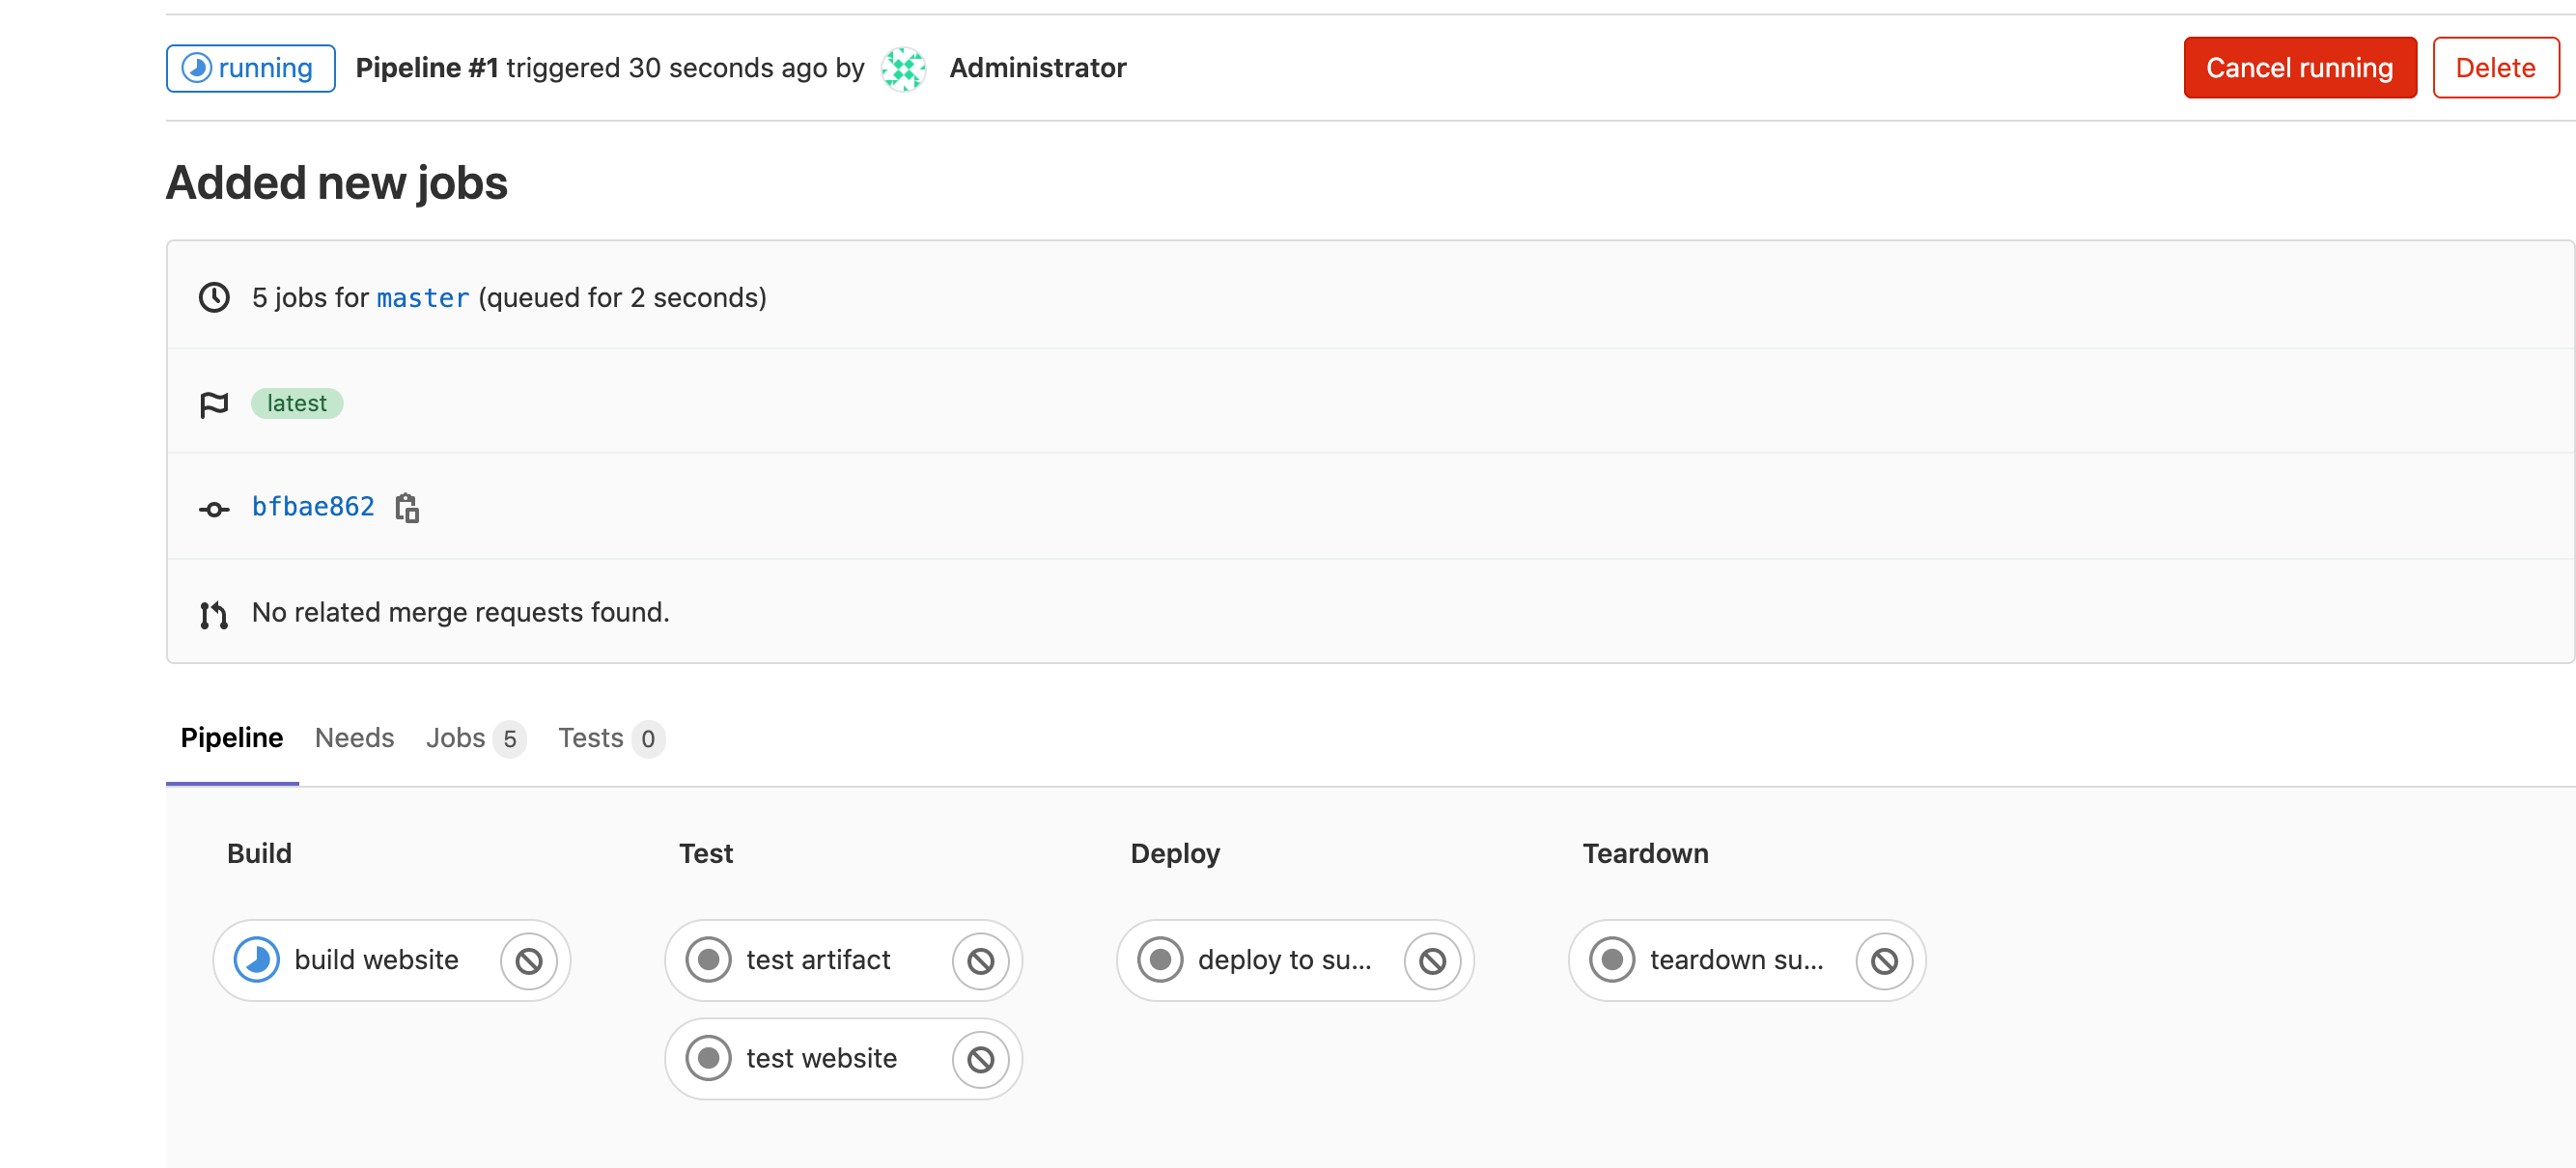 running Pipeline #1 triggered 30 seconds ago by Administrator Cancel running Delete
Added new jobs
5 jobs for master (queued for 2 seconds)
latest
bfbae862
No related merge requests found.
Pipeline Needs Jobs 5 Tests 0
Build Test Deploy Teardown
build website test artifact deploy to su... teardown su...
test website